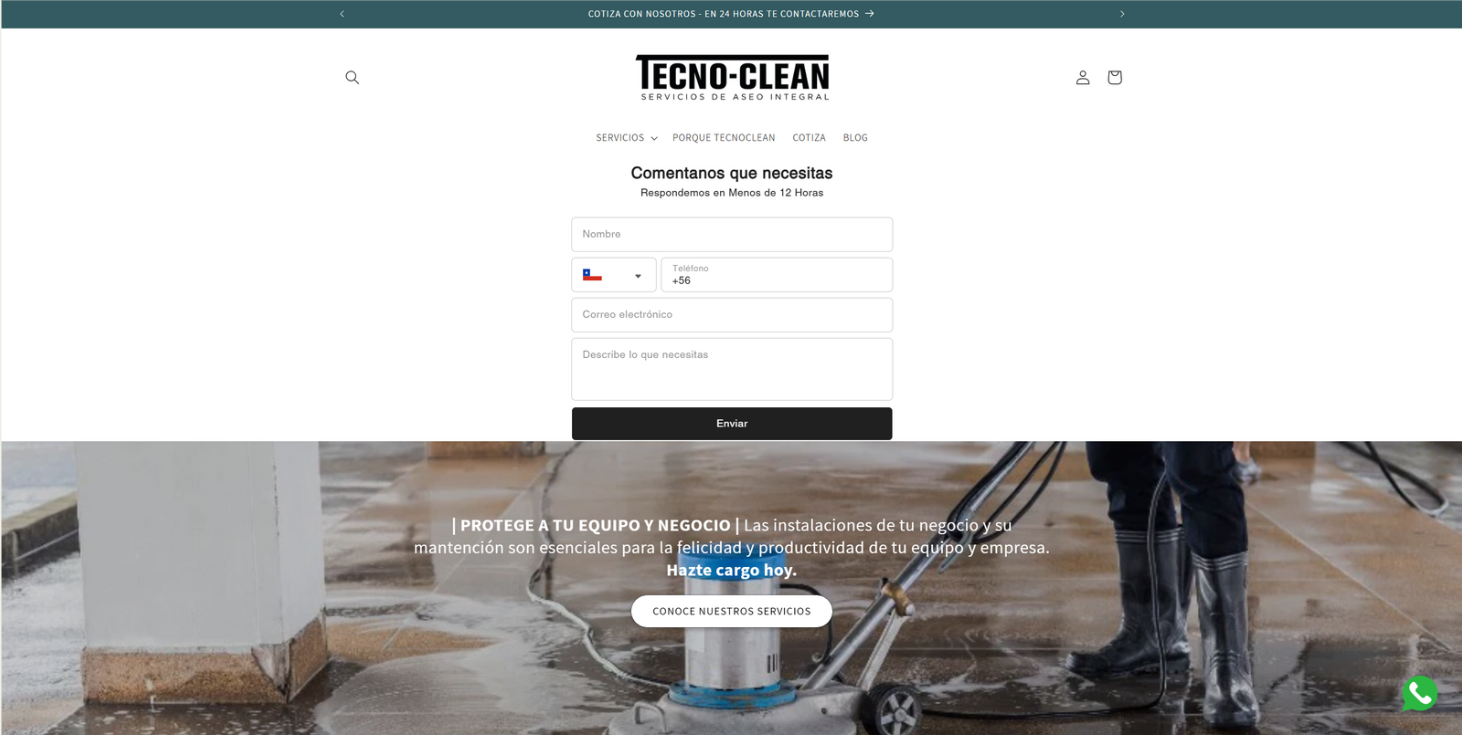 COTIZA CON NOSOTROS - EN 24 HORAS TE CONTACTAREMOS →
TECNO-CLEAN
SERVICIOS DE ASEO INTEGRAL
SERVICIOS PORQUE TECNOCLEAN COTIZA BLOG
Comentanos que necesitas
Respondemos en Menos de 12 Horas
Nombre
Teléfono
+56
Correo electrónico
Describe lo que necesitas
Enviar
| PROTEGE A TU EQUIPO Y NEGOCIO | Las instalaciones de tu negocio y su
mantención son esenciales para la felicidad y productividad de tu equipo y empresa.
Hazte cargo hoy.
CONOCE NUESTROS SERVICIOS